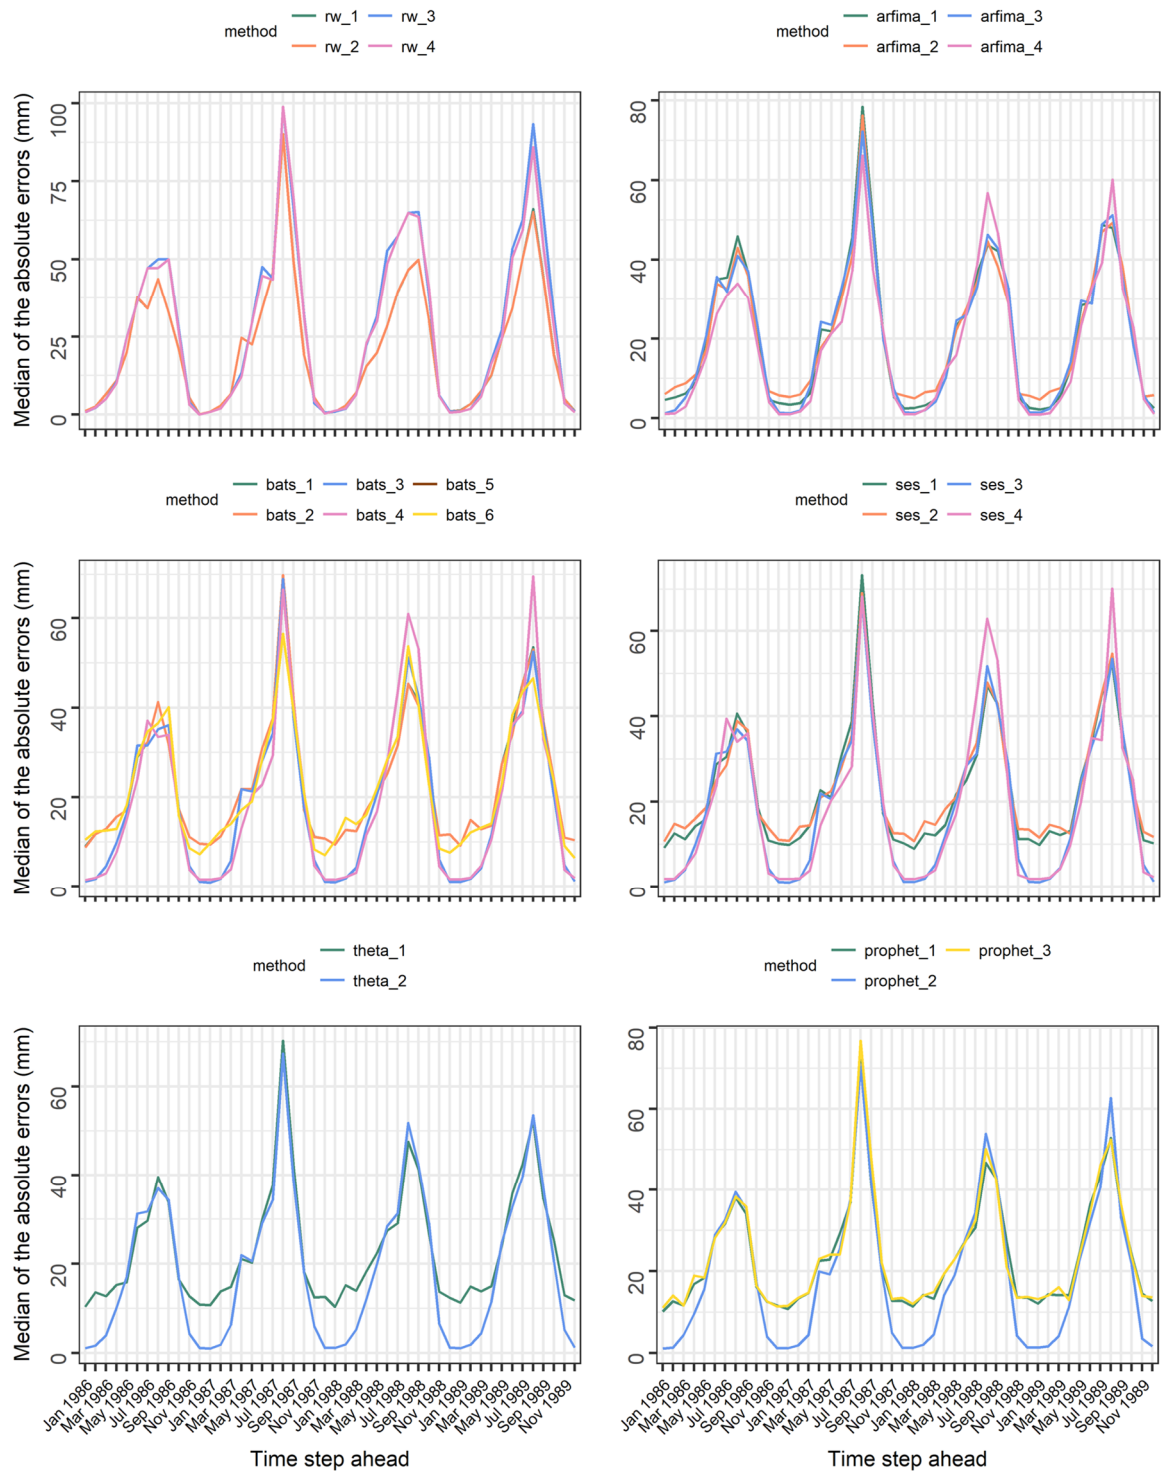 method rw_1 rw_3
rw_2 rw_4
method arfima_1 arfima_3
arfima_2 arfima_4
Median of the absolute errors (mm)
100
75
50
25
0
80
60
40
20
0
method bats_1 bats_3 bats_5
bats_2 bats_4 bats_6
method ses_1 ses_3
ses_2 ses_4
Median of the absolute errors (mm)
60
40
20
0
60
40
20
0
method theta_1
theta_2
method prophet_1 prophet_3
prophet_2
Median of the absolute errors (mm)
60
40
20
0
80
60
40
20
0
Jan 1986
Mar 1986
May 1986
Jul 1986
Sep 1986
Nov 1986
Jan 1987
Mar 1987
May 1987
Jul 1987
Sep 1987
Nov 1987
Jan 1988
Mar 1988
May 1988
Jul 1988
Sep 1988
Nov 1988
Jan 1989
Mar 1989
May 1989
Jul 1989
Sep 1989
Nov 1989
Jan 1986
Mar 1986
May 1986
Jul 1986
Sep 1986
Nov 1986
Jan 1987
Mar 1987
May 1987
Jul 1987
Sep 1987
Nov 1987
Jan 1988
Mar 1988
May 1988
Jul 1988
Sep 1988
Nov 1988
Jan 1989
Mar 1989
May 1989
Jul 1989
Sep 1989
Nov 1989
Time step ahead
Time step ahead